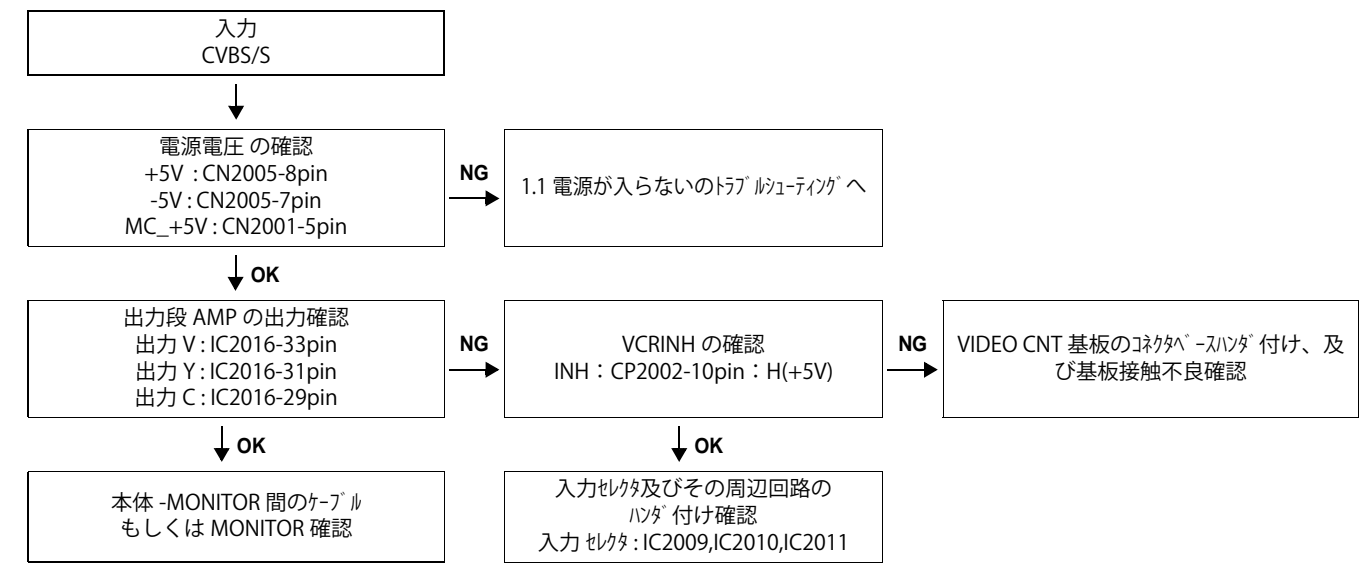 入力
CVBS/S
電源電圧 の確認
+5V : CN2005-8pin
-5V : CN2005-7pin
MC_+5V : CN2001-5pin
NG
1.1 電源が入らないのﾄﾗﾌﾞﾙｼｭｰﾃｨﾝｸﾞへ
OK
出力段 AMP の出力確認
出力 V : IC2016-33pin
出力 Y : IC2016-31pin
出力 C : IC2016-29pin
NG
VCRINH の確認
INH：CP2002-10pin：H(+5V)
NG
VIDEO CNT 基板のｺﾈｸﾀﾍﾞｰｽﾊﾝﾀﾞ付け、及
び基板接触不良確認
OK
OK
本体 -MONITOR 間のｹｰﾌﾞﾙ
もしくは MONITOR 確認
入力ｾﾚｸﾀ及びその周辺回路の
ﾊﾝﾀﾞ付け確認
入力 ｾﾚｸﾀ : IC2009,IC2010,IC2011